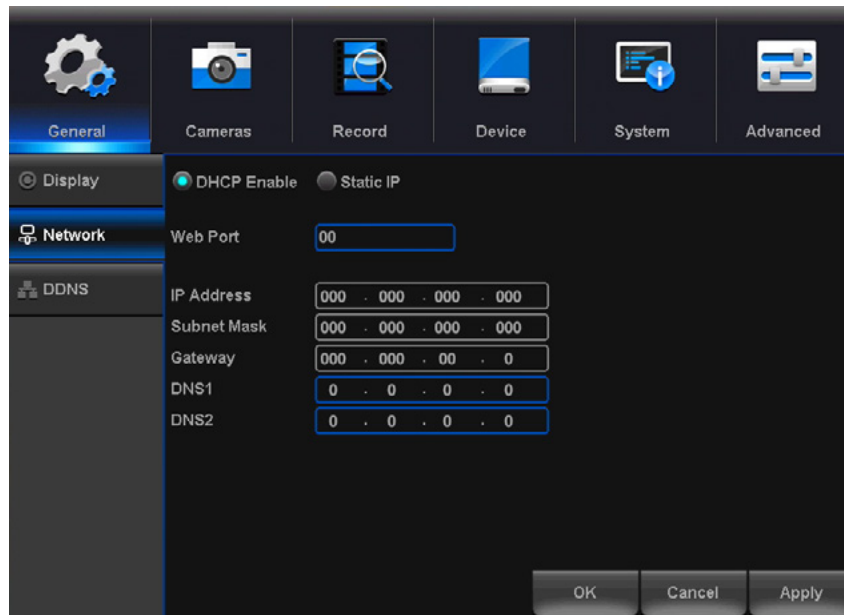 General Cameras Record Device System Advanced
Display DHCP Enable Static IP
Network Web Port 00
DDNS IP Address 000 . 000 . 000 . 000
Subnet Mask 000 . 000 . 000 . 000
Gateway 000 . 000 . 00 . 0
DNS1 0 . 0 . 0 . 0
DNS2 0 . 0 . 0 . 0
OK Cancel Apply